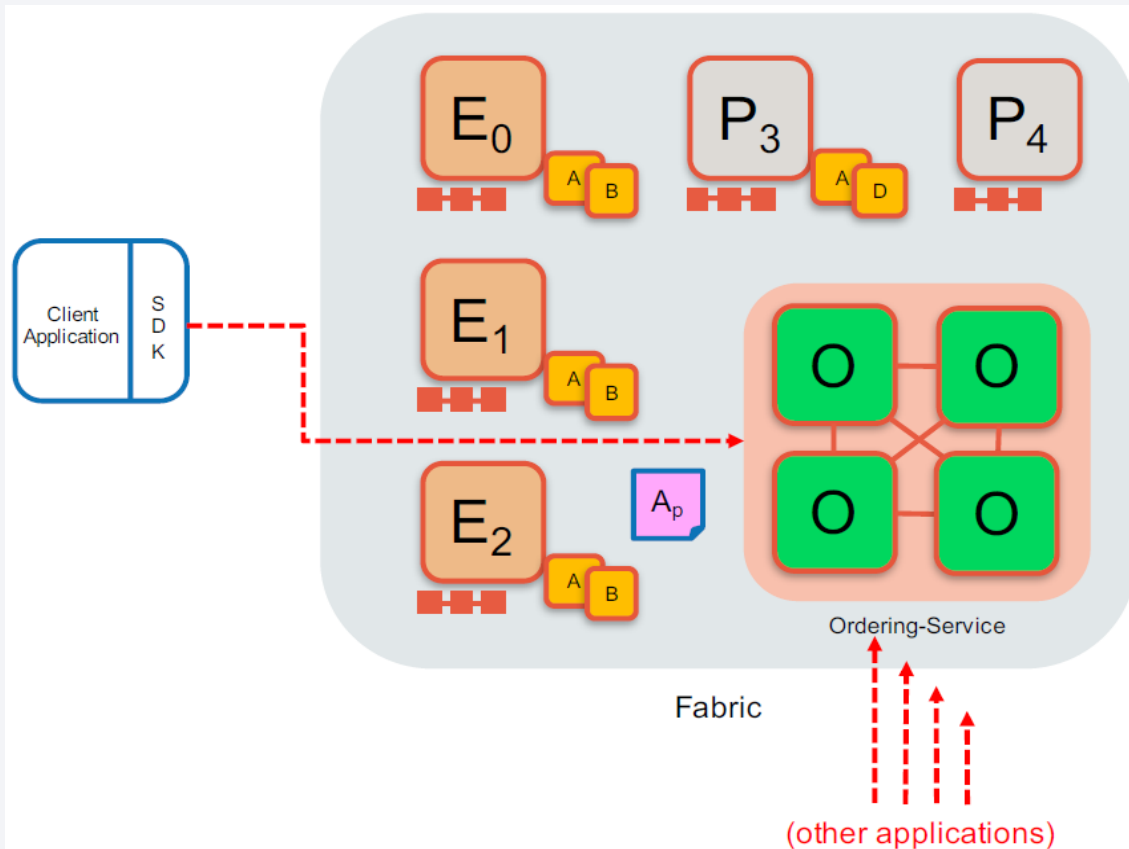 E0
A
B
P3
A
D
P4
Client
Application
S
D
K
E1
A
B
E2
A
B
Ap
O
O
O
O
Ordering-Service
Fabric
(other applications)